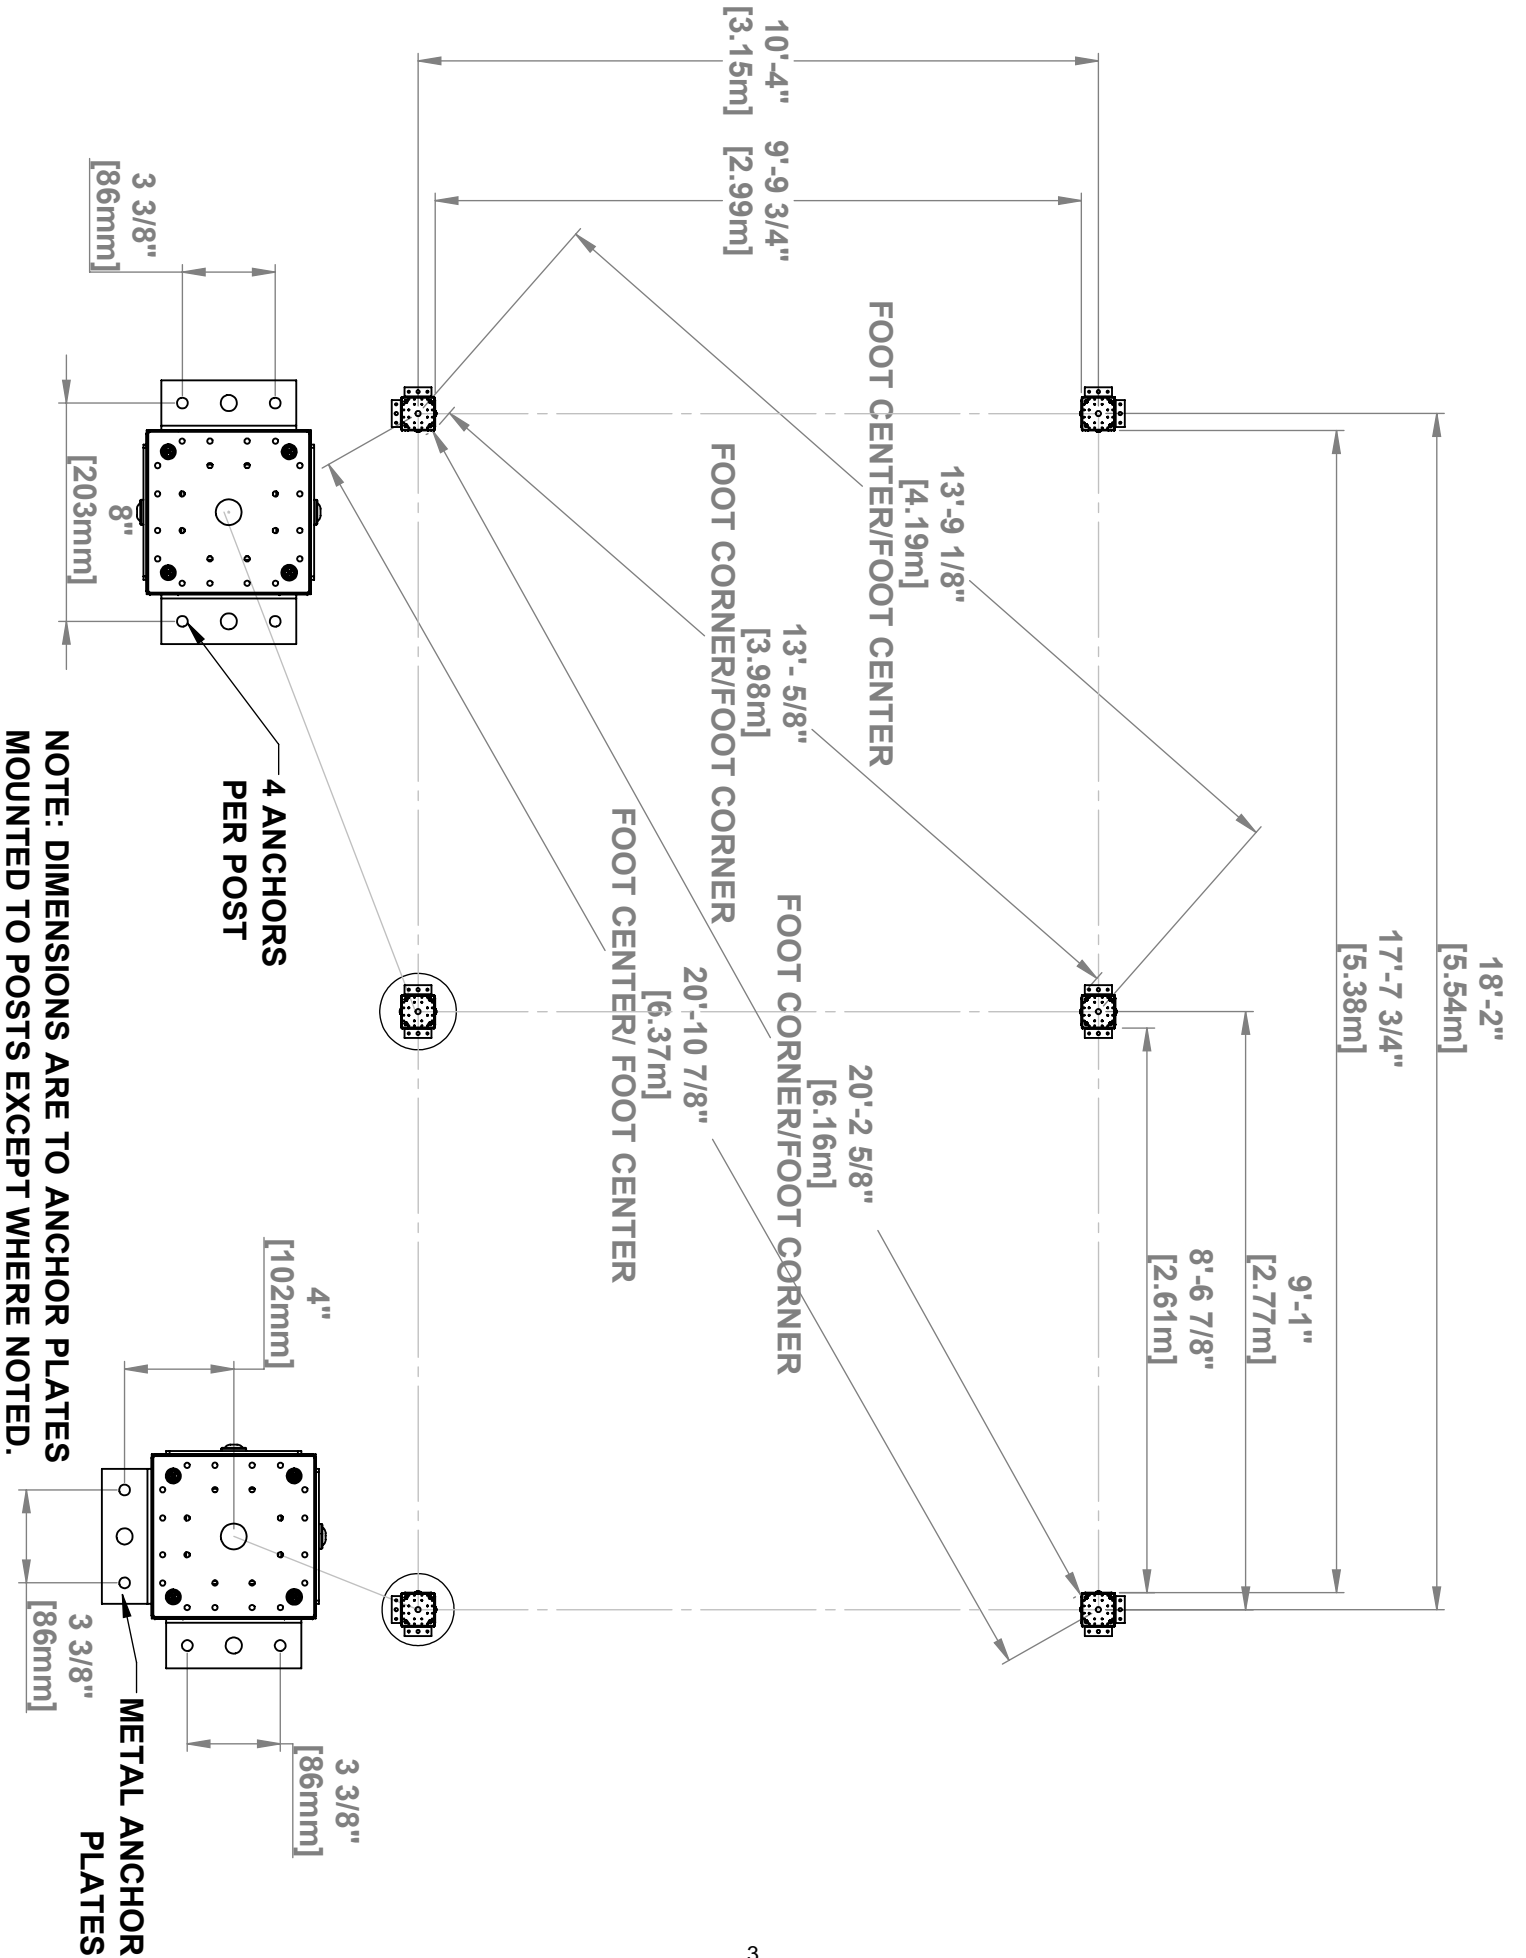 18'-2"
[5.54m]
17'-7 3/4"
[5.38m]
9'-1"
[2.77m]
8'-6 7/8"
[2.61m]
10'-4"
[3.15m]
9'-9 3/4"
[2.99m]
FOOT CENTER/FOOT CENTER
13'-9 1/8"
[4.19m]
FOOT CORNER/FOOT CORNER
13'- 5/8"
[3.98m]
FOOT CORNER/FOOT CORNER
20'-2 5/8"
[6.16m]
20'-10 7/8"
[6.37m]
FOOT CENTER/ FOOT CENTER
3 3/8"
[86mm]
8"
[203mm]
4 ANCHORS
PER POST
4"
[102mm]
3 3/8"
[86mm]
3 3/8"
[86mm]
METAL ANCHOR
PLATES
NOTE: DIMENSIONS ARE TO ANCHOR PLATES
MOUNTED TO POSTS EXCEPT WHERE NOTED.
3